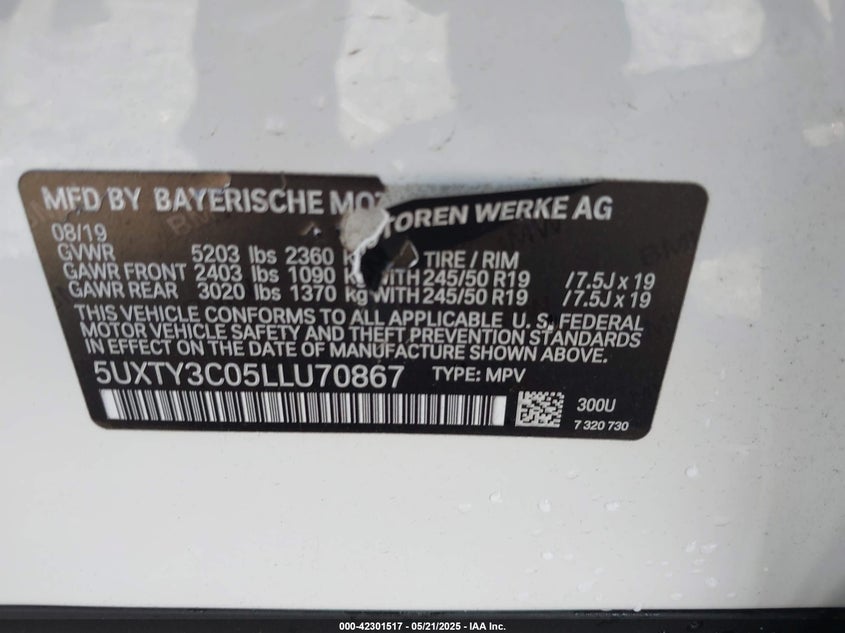 MFD BY BAYERISCHE MOTOREN WERKE AG
08/19
GVWR 5203 lbs 2360 TIRE / RIM
GAWR FRONT 2403 lbs 1090 kg WITH 245/50 R19 /7.5J x 19
GAWR REAR 3020 lbs 1370 kg WITH 245/50 R19 /7.5J x 19
THIS VEHICLE CONFORMS TO ALL APPLICABLE U. S. FEDERAL
MOTOR VEHICLE SAFETY AND THEFT PREVENTION STANDARDS
IN EFFECT ON THE DATE OF MANUFACTURE SHOWN ABOVE.
5UXTY3C05LLU70867 TYPE: MPV
300U
7 320 730
000-42301517 - 05/21/2025 - IAA Inc.